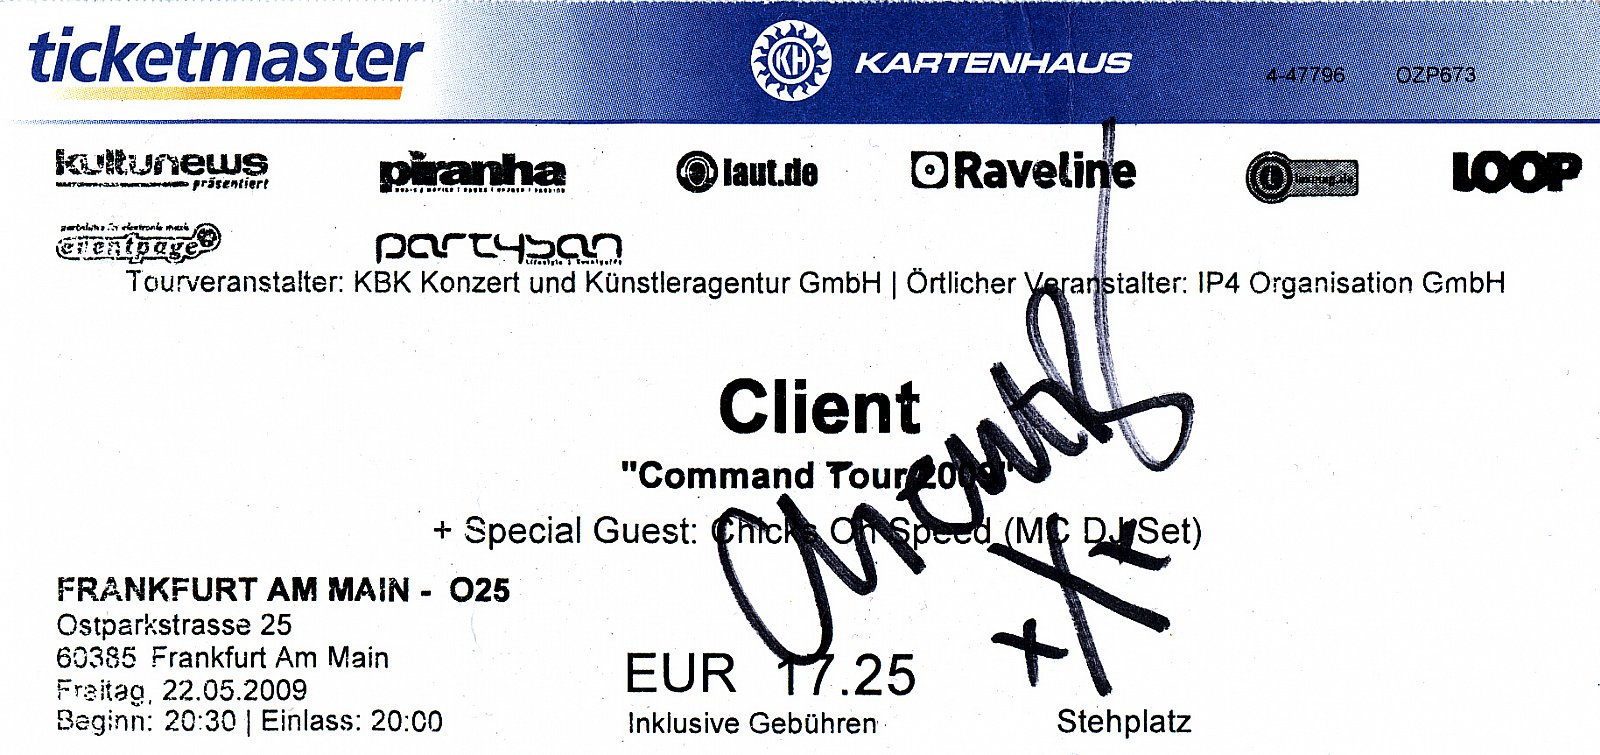 ticketmaster KH KARTENHAUS 4-47796 OZP673
kulturnews piranha laut.de Raveline LOOP
präsentiert
eventpage partysan
Tourveranstalter: KBK Konzert und Künstleragentur GmbH | Örtlicher Veranstalter: IP4 Organisation GmbH
Client
"Command Tour 2009"
+ Special Guest: Chicks On Speed (MC DJ Set)
FRANKFURT AM MAIN - O25
Ostparkstrasse 25
60385 Frankfurt Am Main
Freitag, 22.05.2009
Beginn: 20:30 | Einlass: 20:00
EUR 17.25
Inklusive Gebühren
Stehplatz